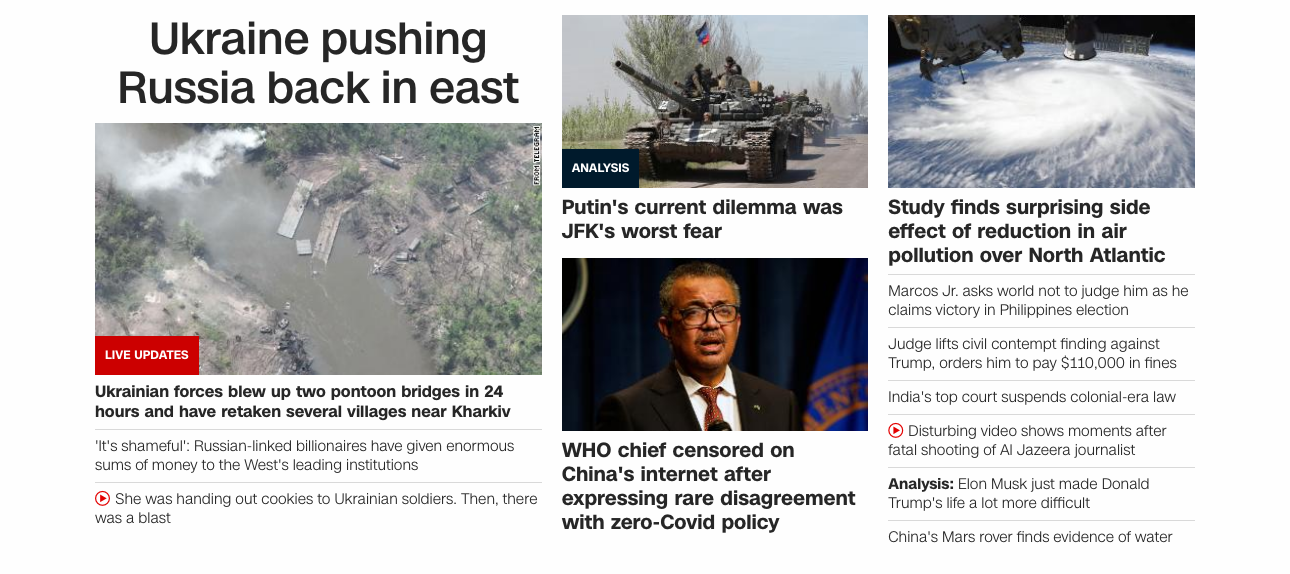 Ukraine pushing
Russia back in east
FROM TELEGRAM
LIVE UPDATES
Ukrainian forces blew up two pontoon bridges in 24
hours and have retaken several villages near Kharkiv
'It's shameful': Russian-linked billionaires have given enormous
sums of money to the West's leading institutions
She was handing out cookies to Ukrainian soldiers. Then, there
was a blast
ANALYSIS
Putin's current dilemma was
JFK's worst fear
WHO chief censored on
China's internet after
expressing rare disagreement
with zero-Covid policy
Study finds surprising side
effect of reduction in air
pollution over North Atlantic
Marcos Jr. asks world not to judge him as he
claims victory in Philippines election
Judge lifts civil contempt finding against
Trump, orders him to pay $110,000 in fines
India's top court suspends colonial-era law
Disturbing video shows moments after
fatal shooting of Al Jazeera journalist
Analysis: Elon Musk just made Donald
Trump's life a lot more difficult
China's Mars rover finds evidence of water